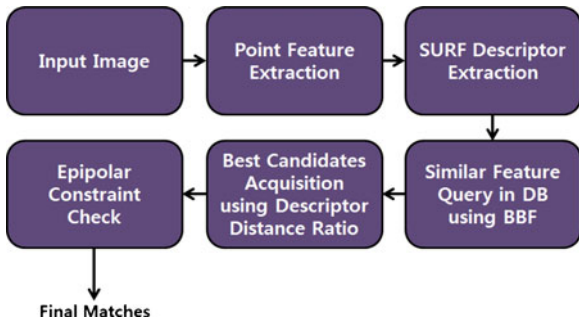 Input Image
Point Feature
Extraction
SURF Descriptor
Extraction
Similar Feature
Query in DB
using BBF
Best Candidates
Acquisition
using Descriptor
Distance Ratio
Epipolar
Constraint
Check
Final Matches